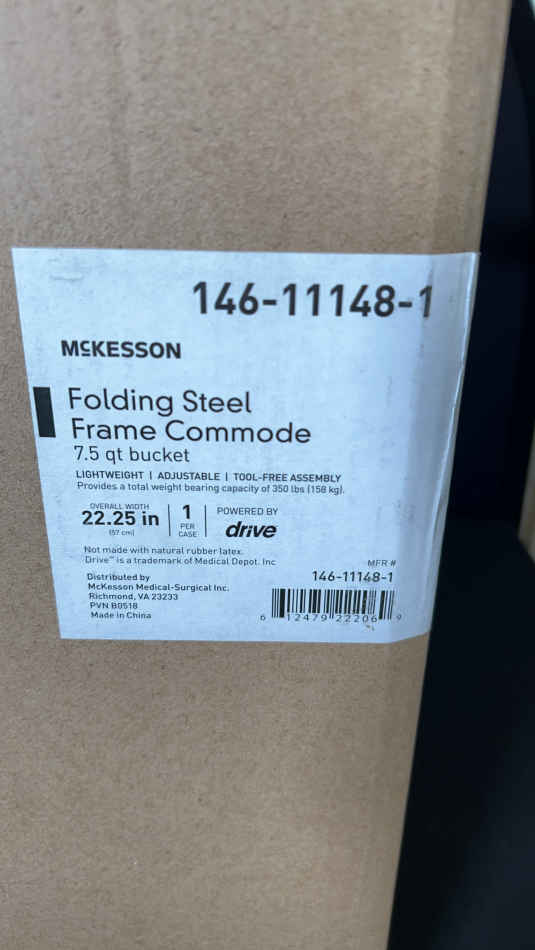 146-11148-1
McKESSON
Folding Steel
Frame Commode
7.5 qt bucket
LIGHTWEIGHT | ADJUSTABLE | TOOL-FREE ASSEMBLY
Provides a total weight bearing capacity of 350 lbs (158 kg).
OVERALL WIDTH
22.25 in
(57 cm)
1
PER
CASE
POWERED BY
drive
Not made with natural rubber latex.
Drive™ is a trademark of Medical Depot. Inc
Distributed by
McKesson Medical-Surgical Inc.
Richmond, VA 23233
PVN B0518
Made in China
MFR #
146-11148-1
6 12479 22206 9